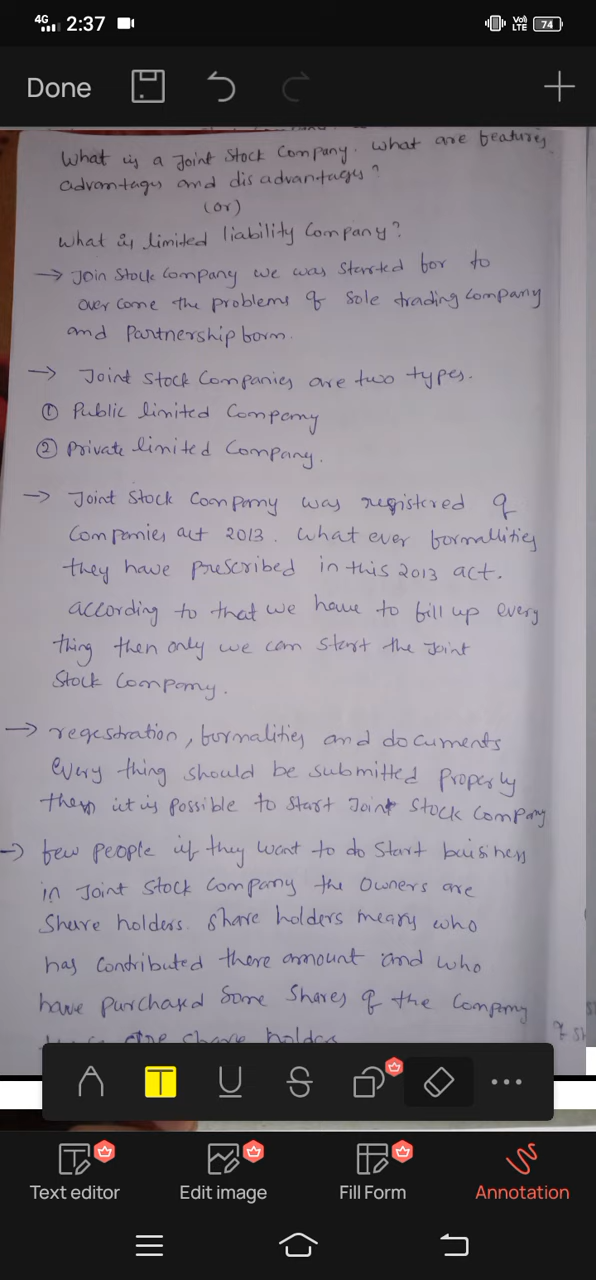 4G 2:37 Vo) LTE 74
Done
What is a Joint Stock Company. what are features
advantages and disadvantages?
(or)
What is limited liability Company?
→ Join Stock Company we was started for to
over come the problems of sole trading company
and Partnership form.
→ Joint Stock Companies are two types.
① Public limited Company
② Private limited Company.
→ Joint Stock Company was registered of
Companies act 2013. What ever formallities
they have prescribed in this 2013 act.
according to that we have to fill up every
thing then only we can start the Joint
Stock Company.
→ regestration, formalities and documents
Every thing should be submitted properly
then it is possible to start Joint Stock Company
→ few people if they want to do start buisiness
in Joint Stock Company the Owners are
Share holders. Share holders means who
has contributed there amount and who
have purchased some shares of the Company
share holder
T U S
Text editor Edit image Fill Form Annotation